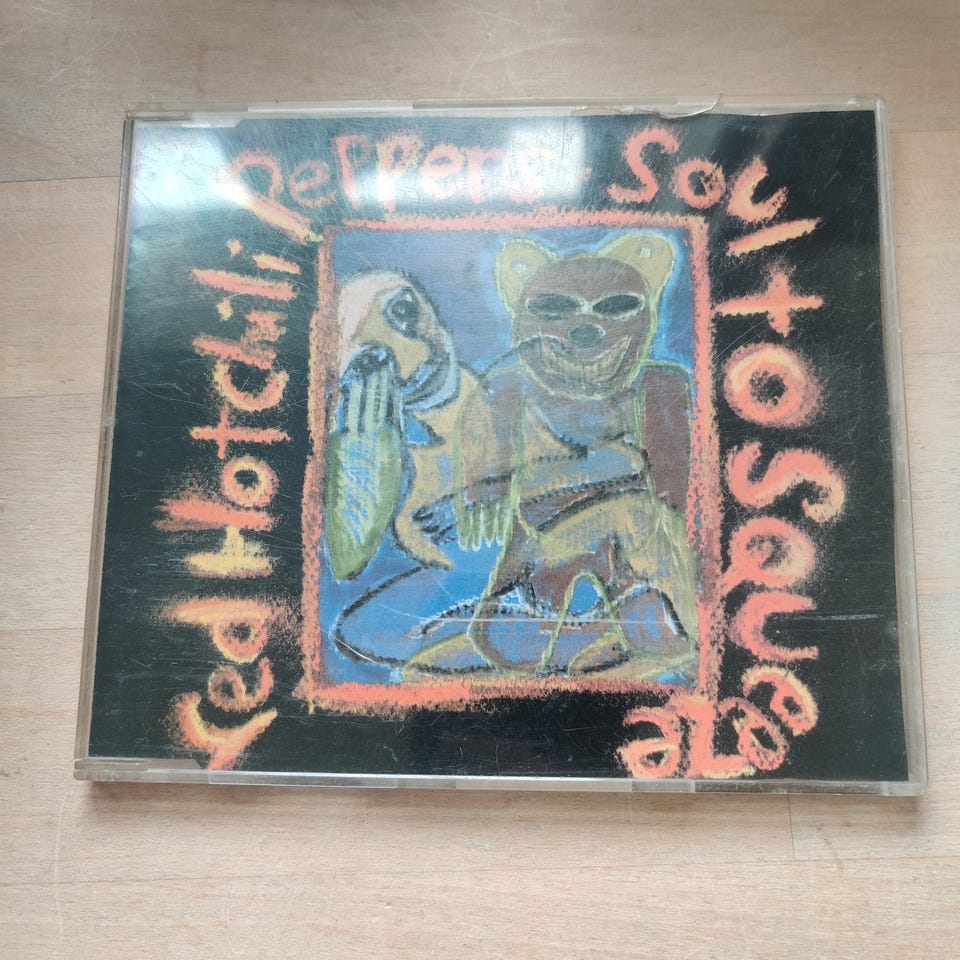 red Hot chili Peppers
Soul to Squeeze